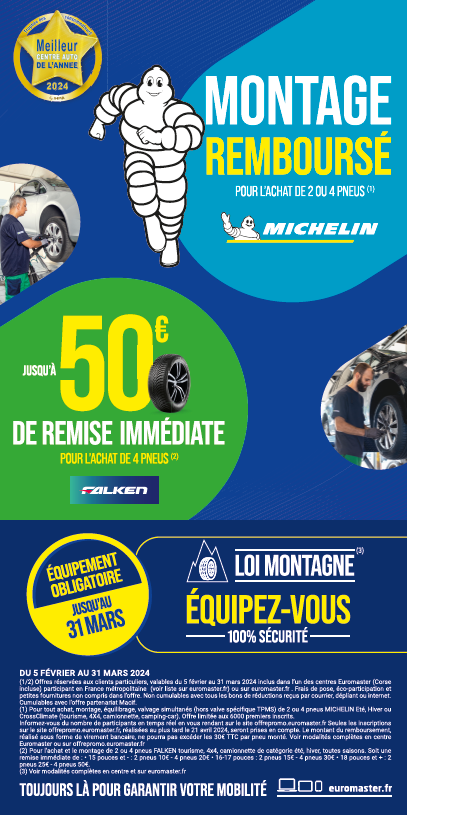 Meilleur
CENTRE AUTO
DE L'ANNÉE
2024
MONTAGE
REMBOURSÉ
POUR L'ACHAT DE 2 OU 4 PNEUS (1)
MICHELIN
JUSQU'À
50€
DE REMISE IMMÉDIATE
POUR L'ACHAT DE 4 PNEUS (2)
FALKEN
ÉQUIPEMENT
OBLIGATOIRE
JUSQU'AU
31 MARS
LOI MONTAGNE (3)
ÉQUIPEZ-VOUS
100% SÉCURITÉ
DU 5 FÉVRIER AU 31 MARS 2024
(1/2) Offres réservées aux clients particuliers, valables du 5 février au 31 mars 2024 inclus dans l'un des centres Euromaster (Corse
incluse) participant en France métropolitaine (voir liste sur euromaster.fr) ou sur euromaster.fr . Frais de pose, éco-participation et
petites fournitures non compris dans l'offre. Non cumulables avec tous les bons de réductions reçus par courrier, dépliant ou internet.
Cumulables avec l'offre partenariat Macif.
(1) Pour tout achat, montage, équilibrage, valvage simultanés (hors valve spécifique TPMS) de 2 ou 4 pneus MICHELIN Eté, Hiver ou
CrossClimate (tourisme, 4X4, camionnette, camping-car). Offre limitée aux 6000 premiers inscrits.
Informez-vous du nombre de participants en temps réel en vous rendant sur le site offrepromo.euromaster.fr Seules les inscriptions
sur le site offrepromo.euromaster.fr, réalisées au plus tard le 21 avril 2024, seront prises en compte. Le montant du remboursement,
réalisé sous forme de virement bancaire, ne pourra pas excéder les 30€ TTC par pneu monté. Voir modalités complètes en centre
Euromaster ou sur offrepromo.euromaster.fr
(2) Pour l'achat et le montage de 2 ou 4 pneus FALKEN tourisme, 4x4, camionnette de catégorie été, hiver, toutes saisons. Soit une
remise immédiate de : • 15 pouces et - : 2 pneus 10€ - 4 pneus 20€ • 16-17 pouces : 2 pneus 15€ - 4 pneus 30€ • 18 pouces et + : 2
pneus 25€ - 4 pneus 50€.
(3) Voir modalités complètes en centre et sur euromaster.fr
TOUJOURS LÀ POUR GARANTIR VOTRE MOBILITÉ
euromaster.fr